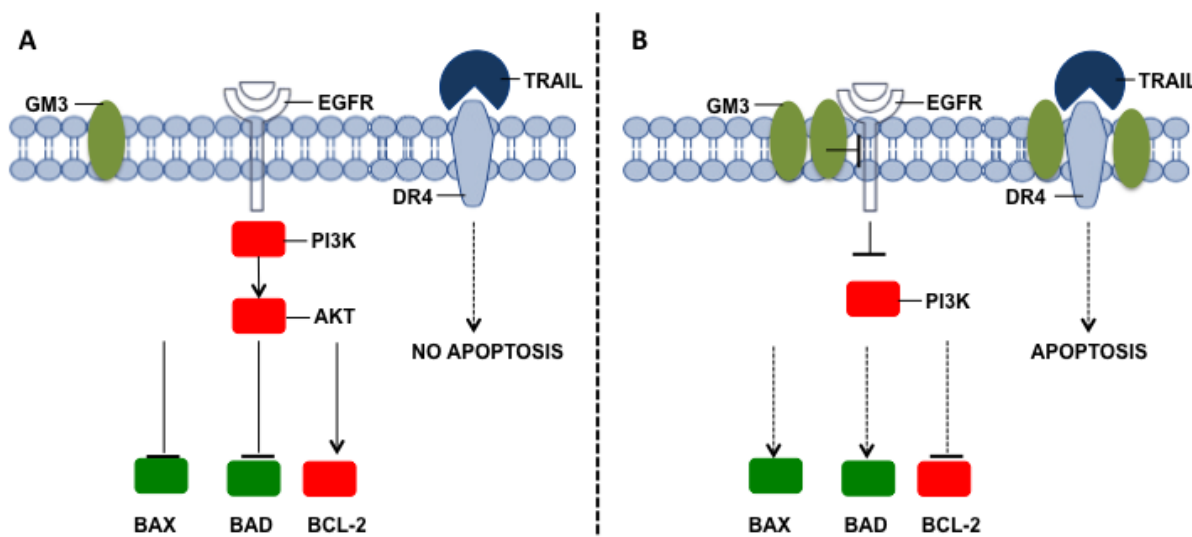 A
TRAIL
GM3
EGFR
DR4
PI3K
AKT
NO APOPTOSIS
BAX BAD BCL-2
B
TRAIL
GM3
EGFR
DR4
PI3K
APOPTOSIS
BAX BAD BCL-2